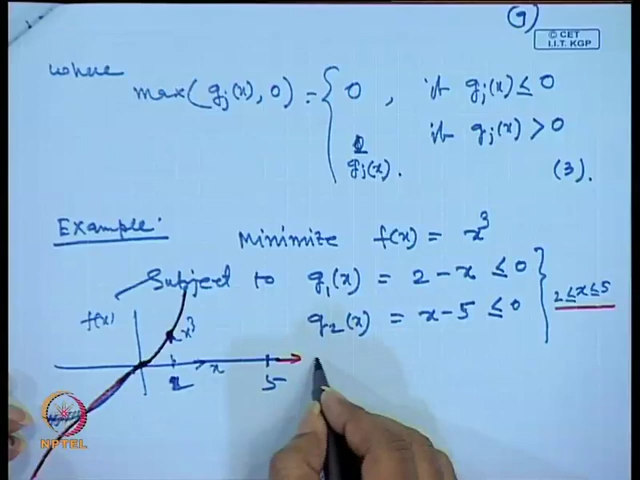 9
© CET
I.I.T. KGP
where
max(gj(x), 0) = { 0 , if gj(x) ≤ 0
gj(x). if gj(x) > 0
(3).
Example:
Minimize f(x) = x³
Subject to g₁(x) = 2 - x ≤ 0
g₂(x) = x - 5 ≤ 0
2 ≤ x ≤ 5
f(x)
x³
x
2
5
NPTEL